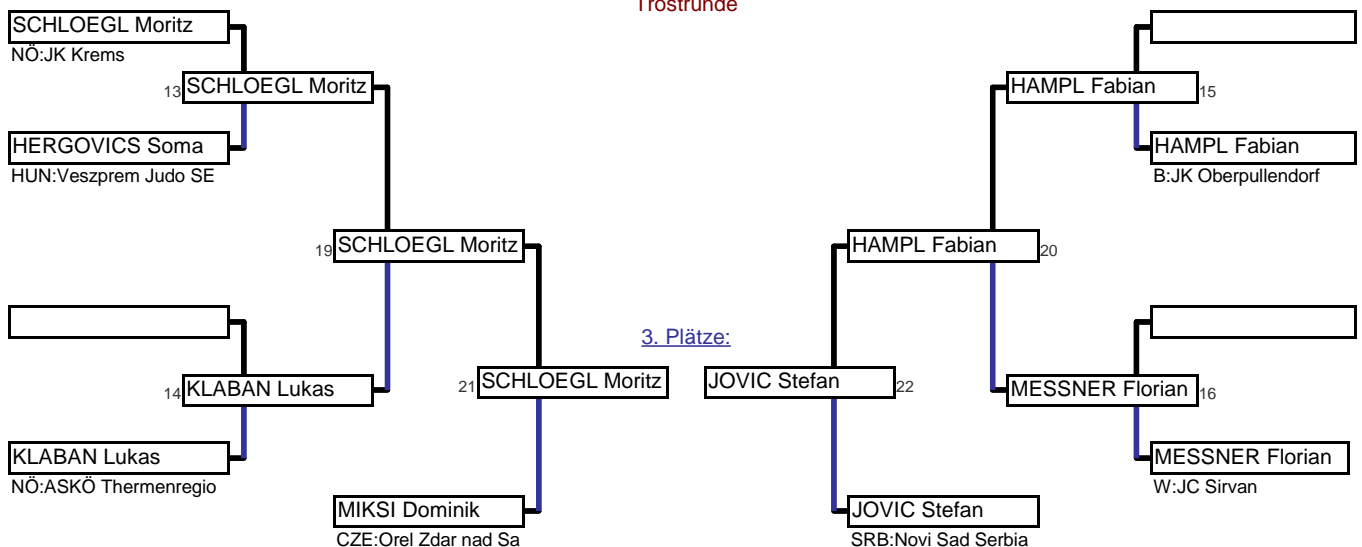 Trostrunde
SCHLOEGL Moritz
NÖ:JK Krems
13 SCHLOEGL Moritz
HAMPL Fabian 15
HERGOVICS Soma
HUN:Veszprem Judo SE
HAMPL Fabian
B:JK Oberpullendorf
19 SCHLOEGL Moritz
HAMPL Fabian 20
3. Plätze:
14 KLABAN Lukas
21 SCHLOEGL Moritz
JOVIC Stefan 22
MESSNER Florian 16
KLABAN Lukas
NÖ:ASKÖ Thermenregio
MESSNER Florian
W:JC Sirvan
MIKSI Dominik
CZE:Orel Zdar nad Sa
JOVIC Stefan
SRB:Novi Sad Serbia